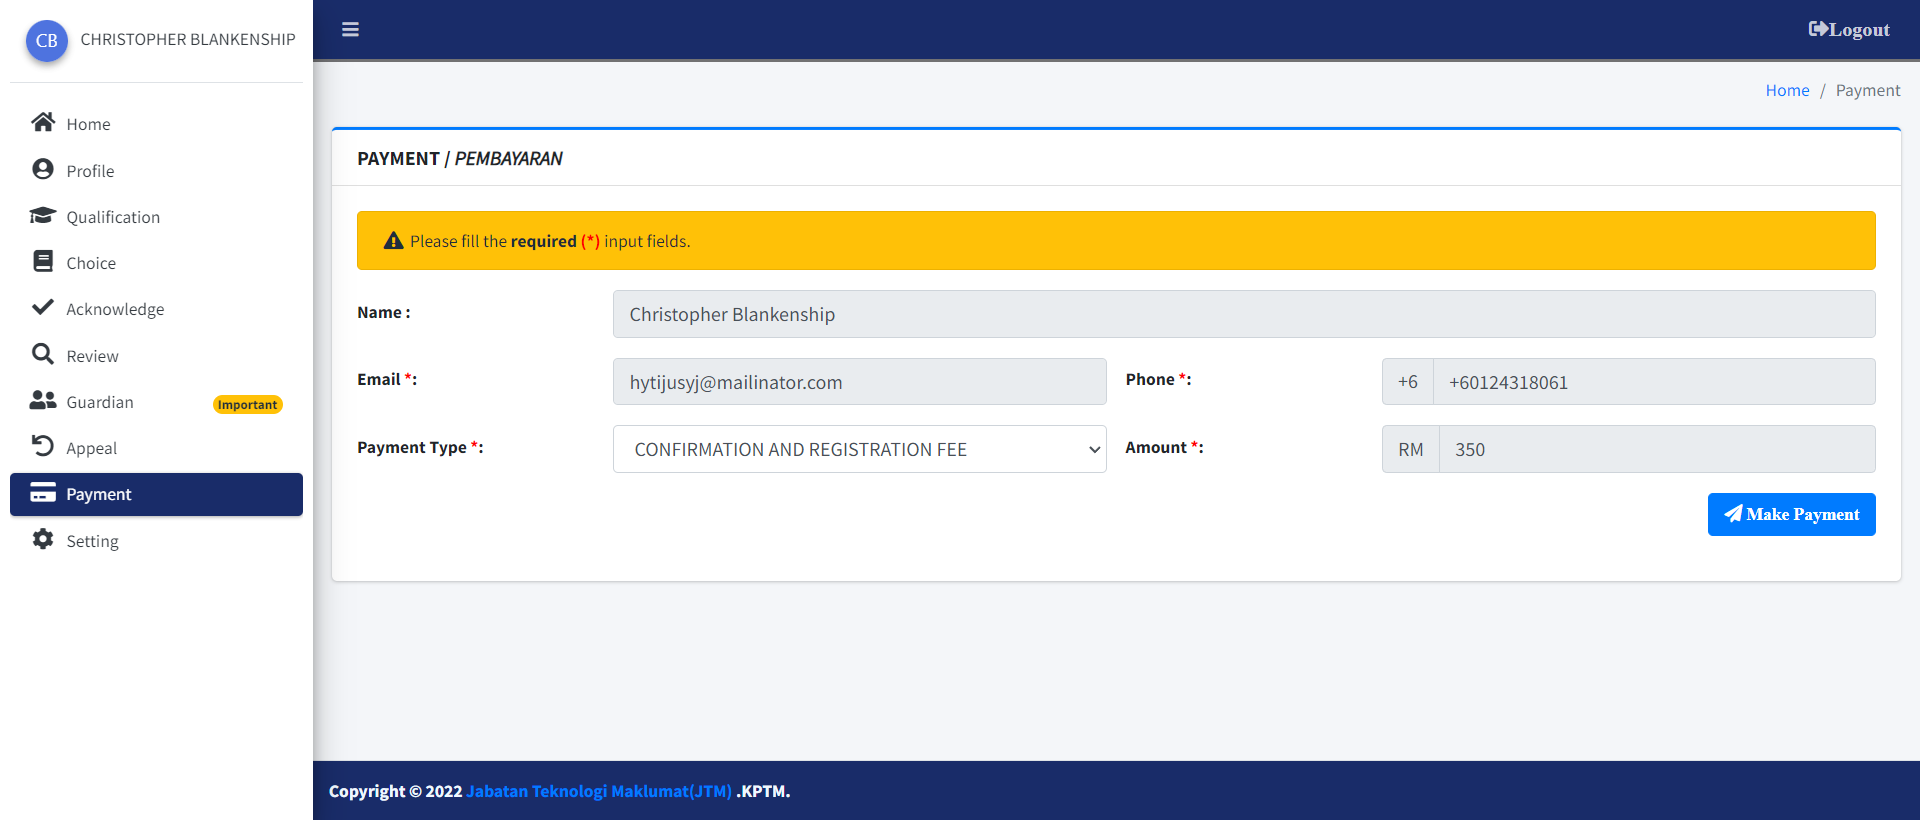 CB CHRISTOPHER BLANKENSHIP
Home
Profile
Qualification
Choice
Acknowledge
Review
Guardian Important
Appeal
Payment
Setting
Logout
Home / Payment
PAYMENT / PEMBAYARAN
Please fill the required (*) input fields.
Name : Christopher Blankenship
Email *: hytijusyj@mailinator.com Phone *: +6 +60124318061
Payment Type *: CONFIRMATION AND REGISTRATION FEE Amount *: RM 350
Make Payment
Copyright © 2022 Jabatan Teknologi Maklumat(JTM) .KPTM.